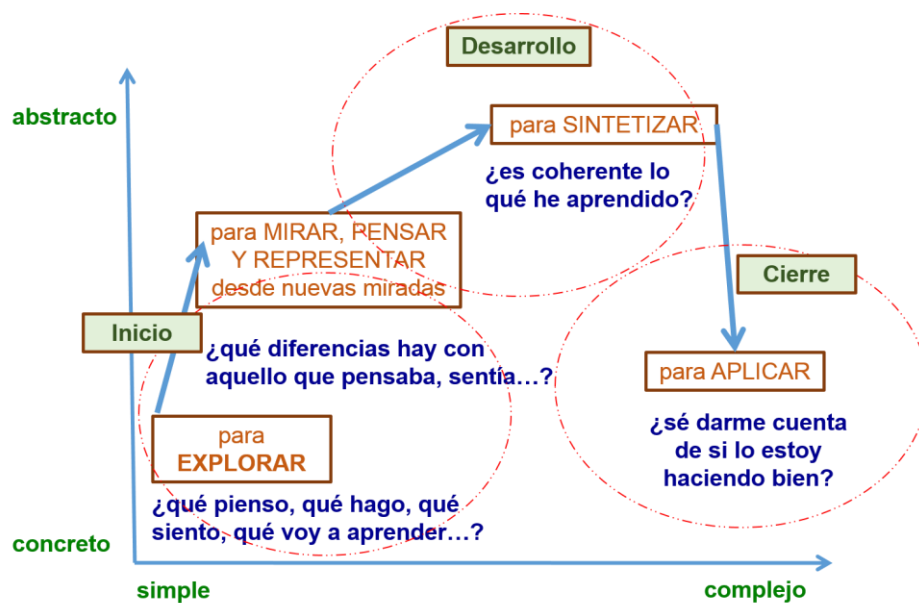 Desarrollo
abstracto
para SINTETIZAR
¿es coherente lo
qué he aprendido?
para MIRAR, PENSAR
Y REPRESENTAR
desde nuevas miradas
Cierre
Inicio
¿qué diferencias hay con
aquello que pensaba, sentía...?
para APLICAR
¿sé darme cuenta
de si lo estoy
haciendo bien?
para
EXPLORAR
¿qué pienso, qué hago, qué
siento, qué voy a aprender...?
concreto
simple
complejo